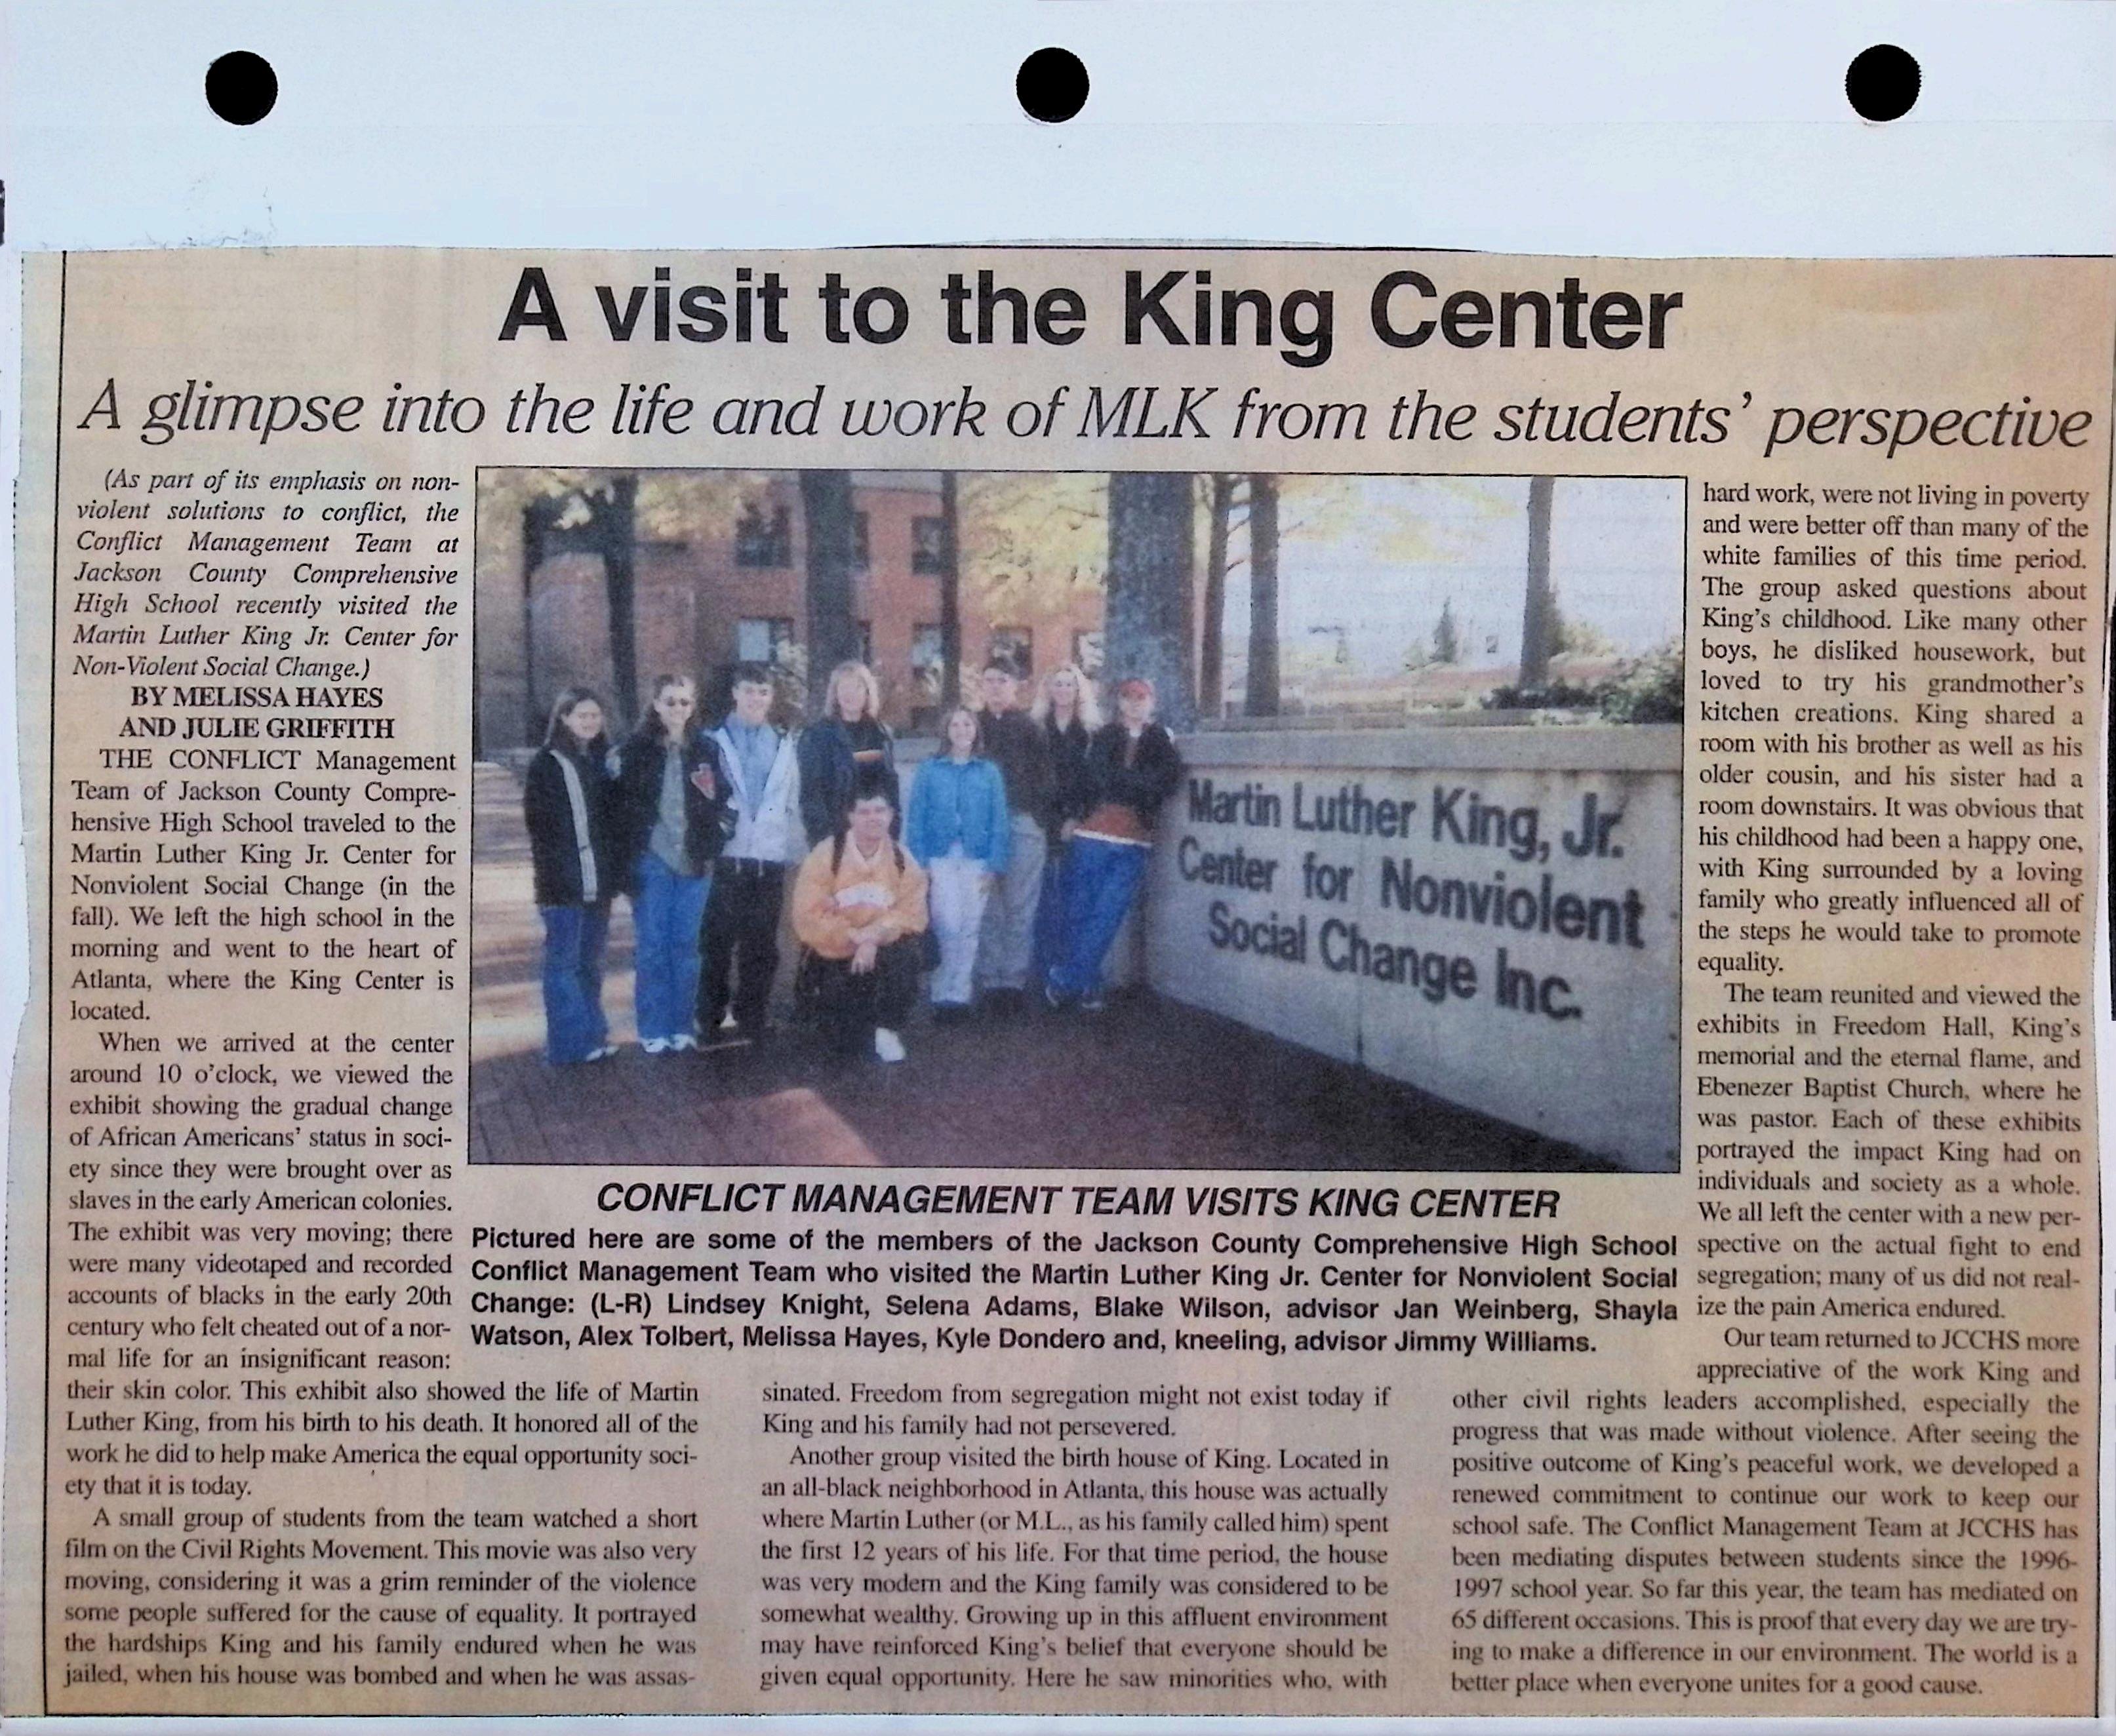 A visit to the King Center
A glimpse into the life and work of MLK from the students' perspective
(As part of its emphasis on non-
violent solutions to conflict, the
Conflict Management Team at
Jackson County Comprehensive
High School recently visited the
Martin Luther King Jr. Center for
Non-Violent Social Change.)
BY MELISSA HAYES
AND JULIE GRIFFITH
THE CONFLICT Management
Team of Jackson County Compre-
hensive High School traveled to the
Martin Luther King Jr. Center for
Nonviolent Social Change (in the
fall). We left the high school in the
morning and went to the heart of
Atlanta, where the King Center is
located.
When we arrived at the center
around 10 o'clock, we viewed the
exhibit showing the gradual change
of African Americans' status in soci-
ety since they were brought over as
slaves in the early American colonies.
The exhibit was very moving; there
were many videotaped and recorded
accounts of blacks in the early 20th
century who felt cheated out of a nor-
mal life for an insignificant reason:
their skin color. This exhibit also showed the life of Martin
Luther King, from his birth to his death. It honored all of the
work he did to help make America the equal opportunity soci-
ety that it is today.
A small group of students from the team watched a short
film on the Civil Rights Movement. This movie was also very
moving, considering it was a grim reminder of the violence
some people suffered for the cause of equality. It portrayed
the hardships King and his family endured when he was
jailed, when his house was bombed and when he was assas-
Martin Luther King, Jr.
Center for Nonviolent
Social Change Inc.
CONFLICT MANAGEMENT TEAM VISITS KING CENTER
Pictured here are some of the members of the Jackson County Comprehensive High School
Conflict Management Team who visited the Martin Luther King Jr. Center for Nonviolent Social
Change: (L-R) Lindsey Knight, Selena Adams, Blake Wilson, advisor Jan Weinberg, Shayla
Watson, Alex Tolbert, Melissa Hayes, Kyle Dondero and, kneeling, advisor Jimmy Williams.
sinated. Freedom from segregation might not exist today if
King and his family had not persevered.
Another group visited the birth house of King. Located in
an all-black neighborhood in Atlanta, this house was actually
where Martin Luther (or M.L., as his family called him) spent
the first 12 years of his life. For that time period, the house
was very modern and the King family was considered to be
somewhat wealthy. Growing up in this affluent environment
may have reinforced King's belief that everyone should be
given equal opportunity. Here he saw minorities who, with
hard work, were not living in poverty
and were better off than many of the
white families of this time period.
The group asked questions about
King's childhood. Like many other
boys, he disliked housework, but
loved to try his grandmother's
kitchen creations. King shared a
room with his brother as well as his
older cousin, and his sister had a
room downstairs. It was obvious that
his childhood had been a happy one,
with King surrounded by a loving
family who greatly influenced all of
the steps he would take to promote
equality.
The team reunited and viewed the
exhibits in Freedom Hall, King's
memorial and the eternal flame, and
Ebenezer Baptist Church, where he
was pastor. Each of these exhibits
portrayed the impact King had on
individuals and society as a whole.
We all left the center with a new per-
spective on the actual fight to end
segregation; many of us did not real-
ize the pain America endured.
Our team returned to JCCHS more
appreciative of the work King and
other civil rights leaders accomplished, especially the
progress that was made without violence. After seeing the
positive outcome of King's peaceful work, we developed a
renewed commitment to continue our work to keep our
school safe. The Conflict Management Team at JCCHS has
been mediating disputes between students since the 1996-
1997 school year. So far this year, the team has mediated on
65 different occasions. This is proof that every day we are try-
ing to make a difference in our environment. The world is a
better place when everyone unites for a good cause.